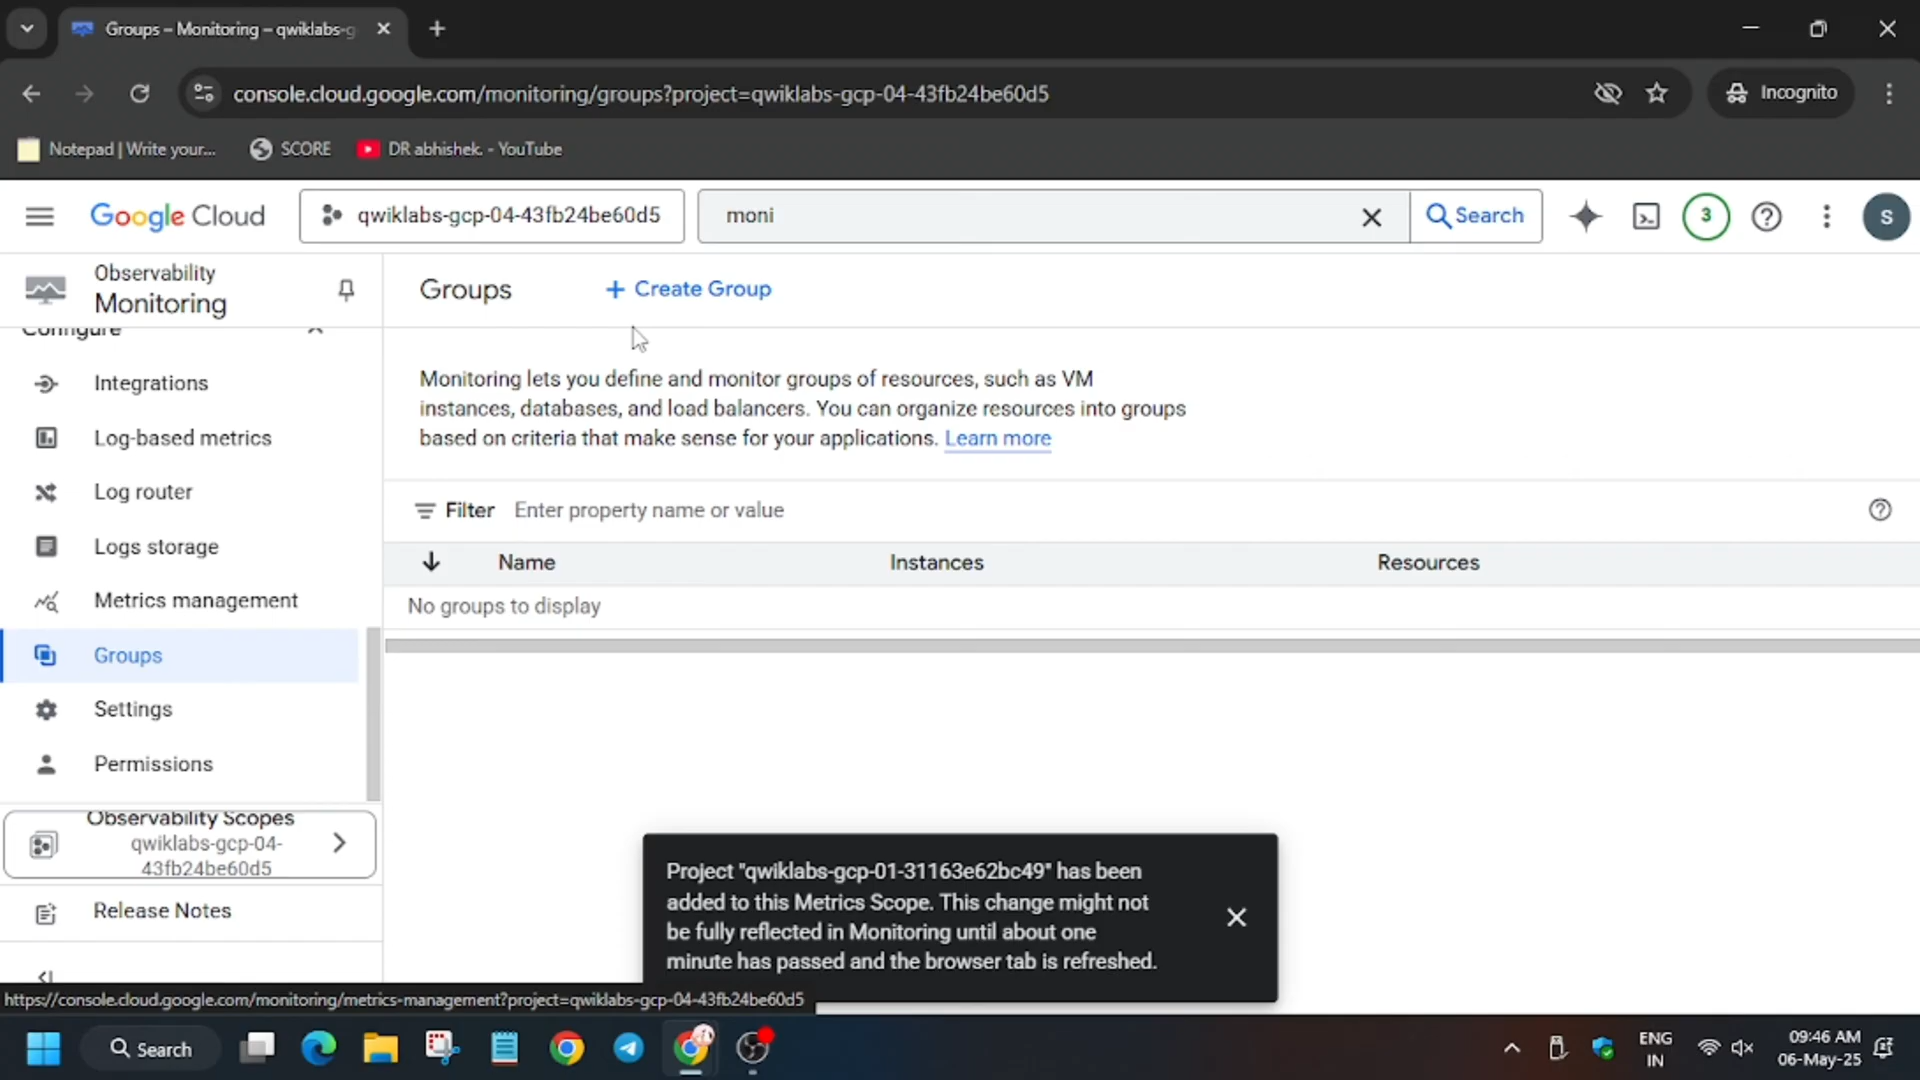 Groups – Monitoring – qwiklabs-g
console.cloud.google.com/monitoring/groups?project=qwiklabs-gcp-04-43fb24be60d5
Incognito
Notepad | Write your...
SCORE
DR abhishek. - YouTube
Google Cloud
qwiklabs-gcp-04-43fb24be60d5
moni
Search
3
S
Observability
Monitoring
Groups
+ Create Group
Configure
Integrations
Log-based metrics
Log router
Logs storage
Metrics management
Groups
Settings
Permissions
Observability Scopes
qwiklabs-gcp-04-
43fb24be60d5
Release Notes
Monitoring lets you define and monitor groups of resources, such as VM
instances, databases, and load balancers. You can organize resources into groups
based on criteria that make sense for your applications. Learn more
Filter Enter property name or value
Name Instances Resources
No groups to display
Project "qwiklabs-gcp-01-31163e62bc49" has been
added to this Metrics Scope. This change might not
be fully reflected in Monitoring until about one
minute has passed and the browser tab is refreshed.
https://console.cloud.google.com/monitoring/metrics-management?project=qwiklabs-gcp-04-43fb24be60d5
Search
ENG
IN
09:46 AM
06-May-25